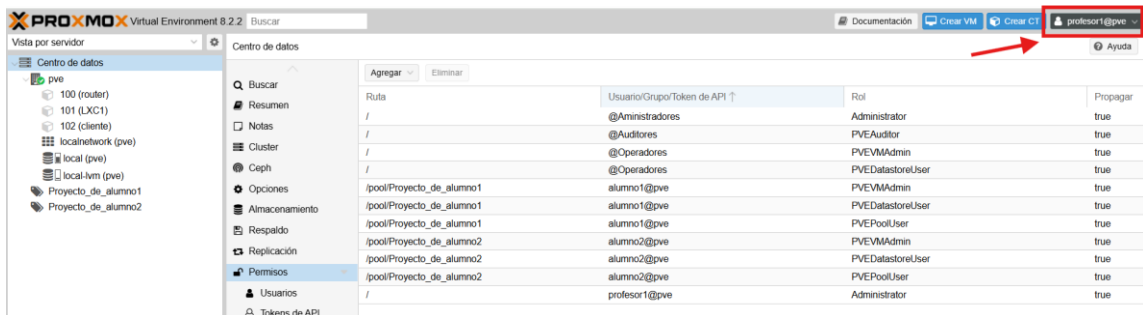 PROXMOX Virtual Environment 8.2.2 Buscar Documentación Crear VM Crear CT profesor1@pve
Vista por servidor Centro de datos Ayuda
Centro de datos
pve
100 (router)
101 (LXC1)
102 (cliente)
localnetwork (pve)
local (pve)
local-lvm (pve)
Proyecto_de_alumno1
Proyecto_de_alumno2
Buscar
Resumen
Notas
Cluster
Ceph
Opciones
Almacenamiento
Respaldo
Replicación
Permisos
Usuarios
Tokens de API
Agregar Eliminar
Ruta Usuario/Grupo/Token de API ↑ Rol Propagar
/ @Aministradores Administrator true
/ @Auditores PVEAuditor true
/ @Operadores PVEVMAdmin true
/ @Operadores PVEDatastoreUser true
/pool/Proyecto_de_alumno1 alumno1@pve PVEVMAdmin true
/pool/Proyecto_de_alumno1 alumno1@pve PVEDatastoreUser true
/pool/Proyecto_de_alumno1 alumno1@pve PVEPoolUser true
/pool/Proyecto_de_alumno2 alumno2@pve PVEVMAdmin true
/pool/Proyecto_de_alumno2 alumno2@pve PVEDatastoreUser true
/pool/Proyecto_de_alumno2 alumno2@pve PVEPoolUser true
/ profesor1@pve Administrator true